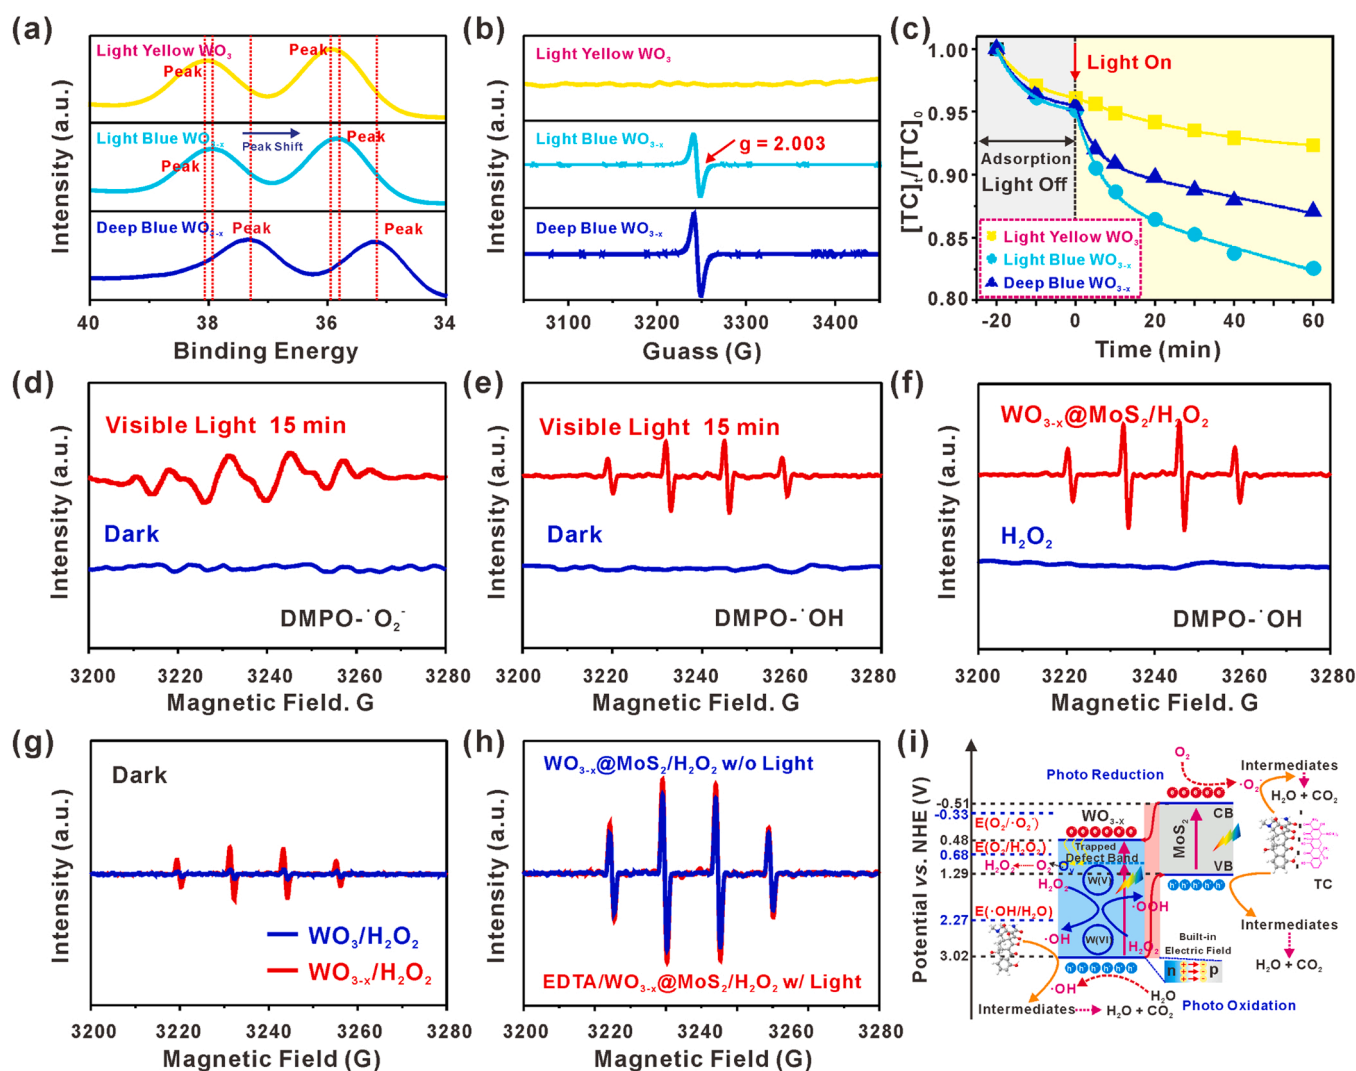 (a)
Light Yellow WO3
Peak
Peak
Light Blue WO3-x
Peak Shift
Peak
Peak
Deep Blue WO3-x
Peak
Peak
Intensity (a.u.)
40 38 36 34
Binding Energy
(b)
Light Yellow WO3
Light Blue WO3-x
g = 2.003
Deep Blue WO3-x
Intensity (a.u.)
3100 3200 3300 3400
Guass (G)
(c)
1.00
0.95
0.90
0.85
0.80
[TC]t/[TC]0
Light On
Adsorption
Light Off
Light Yellow WO3
Light Blue WO3-x
Deep Blue WO3-x
-20 0 20 40 60
Time (min)
(d)
Visible Light 15 min
Dark
DMPO-·O2-
Intensity (a.u.)
3200 3220 3240 3260 3280
Magnetic Field. G
(e)
Visible Light 15 min
Dark
DMPO-·OH
Intensity (a.u.)
3200 3220 3240 3260 3280
Magnetic Field. G
(f)
WO3-x@MoS2/H2O2
H2O2
DMPO-·OH
Intensity (a.u.)
3200 3220 3240 3260 3280
Magnetic Field. G
(g)
Dark
WO3/H2O2
WO3-x/H2O2
Intensity (a.u.)
3200 3220 3240 3260 3280
Magnetic Field (G)
(h)
WO3-x@MoS2/H2O2 w/o Light
EDTA/WO3-x@MoS2/H2O2 w/ Light
Intensity (a.u.)
3200 3220 3240 3260 3280
Magnetic Field (G)
(i)
Potential vs. NHE (V)
-0.51
-0.33
0.48
0.68
1.29
2.27
3.02
Photo Reduction
O2
·O2-
Intermediates
H2O + CO2
E(O2/·O2-)
WO3-X
CB
MoS2
VB
TC
E(O2/H2O2)
Trapped
Defect Band
H2O2
O2
Ov
W(V)
H2O2
·OOH
E(·OH/H2O)
·OH
W(VI)
H2O2
Built-in
Electric Field
n
p
Intermediates
H2O + CO2
·OH
H2O
Intermediates
H2O + CO2
Photo Oxidation